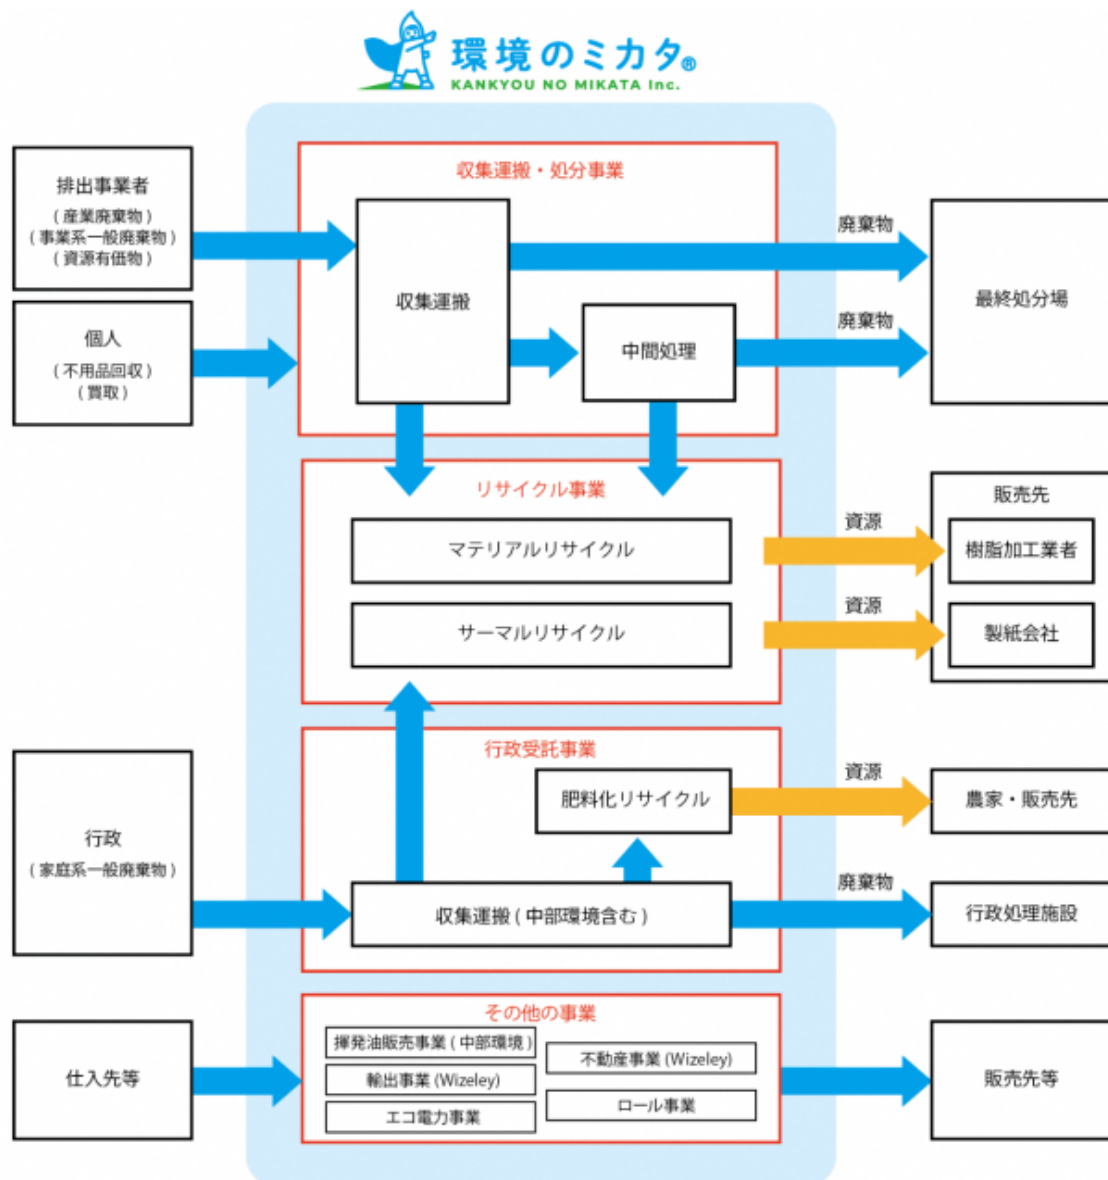 環境のミカタ®
KANKYOU NO MIKATA Inc.
排出事業者
(産業廃棄物)
(事業系一般廃棄物)
(資源有価物)
個人
(不用品回収)
(買取)
収集運搬・処分事業
収集運搬
中間処理
廃棄物
廃棄物
最終処分場
リサイクル事業
マテリアルリサイクル
サーマルリサイクル
資源
資源
販売先
樹脂加工業者
製紙会社
行政
(家庭系一般廃棄物)
行政受託事業
肥料化リサイクル
収集運搬(中部環境含む)
資源
農家・販売先
廃棄物
行政処理施設
仕入先等
その他の事業
揮発油販売事業(中部環境)
輸出事業(Wizeley)
エコ電力事業
不動産事業(Wizeley)
ロール事業
販売先等